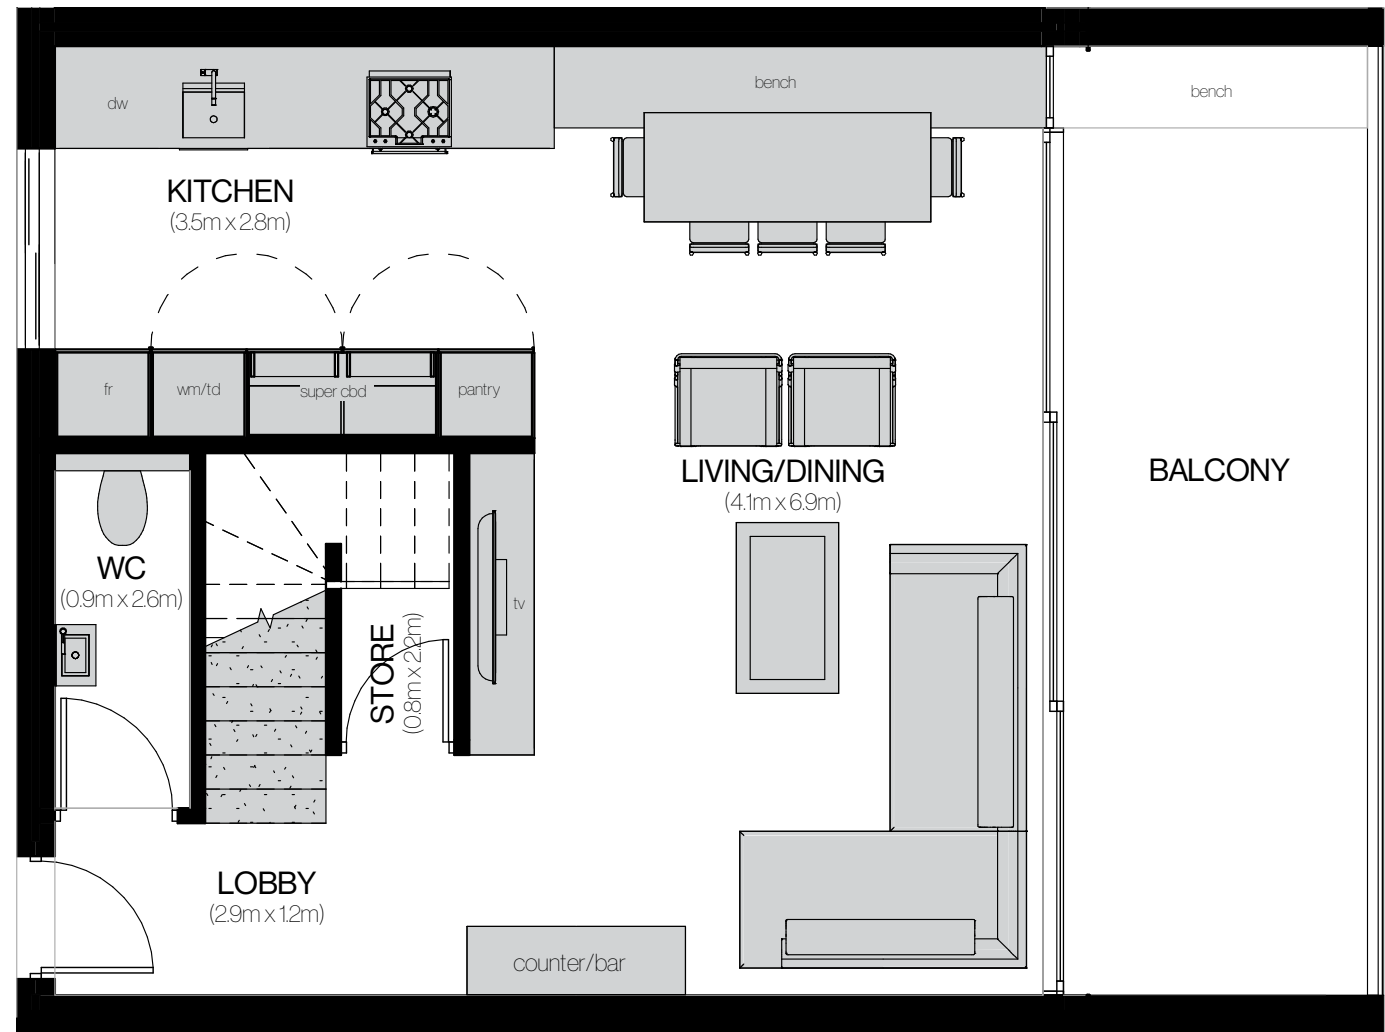 dw
bench
bench
KITCHEN
(3.5m x 2.8m)
fr
wm/td
super cbd
pantry
LIVING/DINING
(4.1m x 6.9m)
BALCONY
WC
(0.9m x 2.6m)
STORE
(0.8m x 2.2m)
tv
LOBBY
(2.9m x 1.2m)
counter/bar